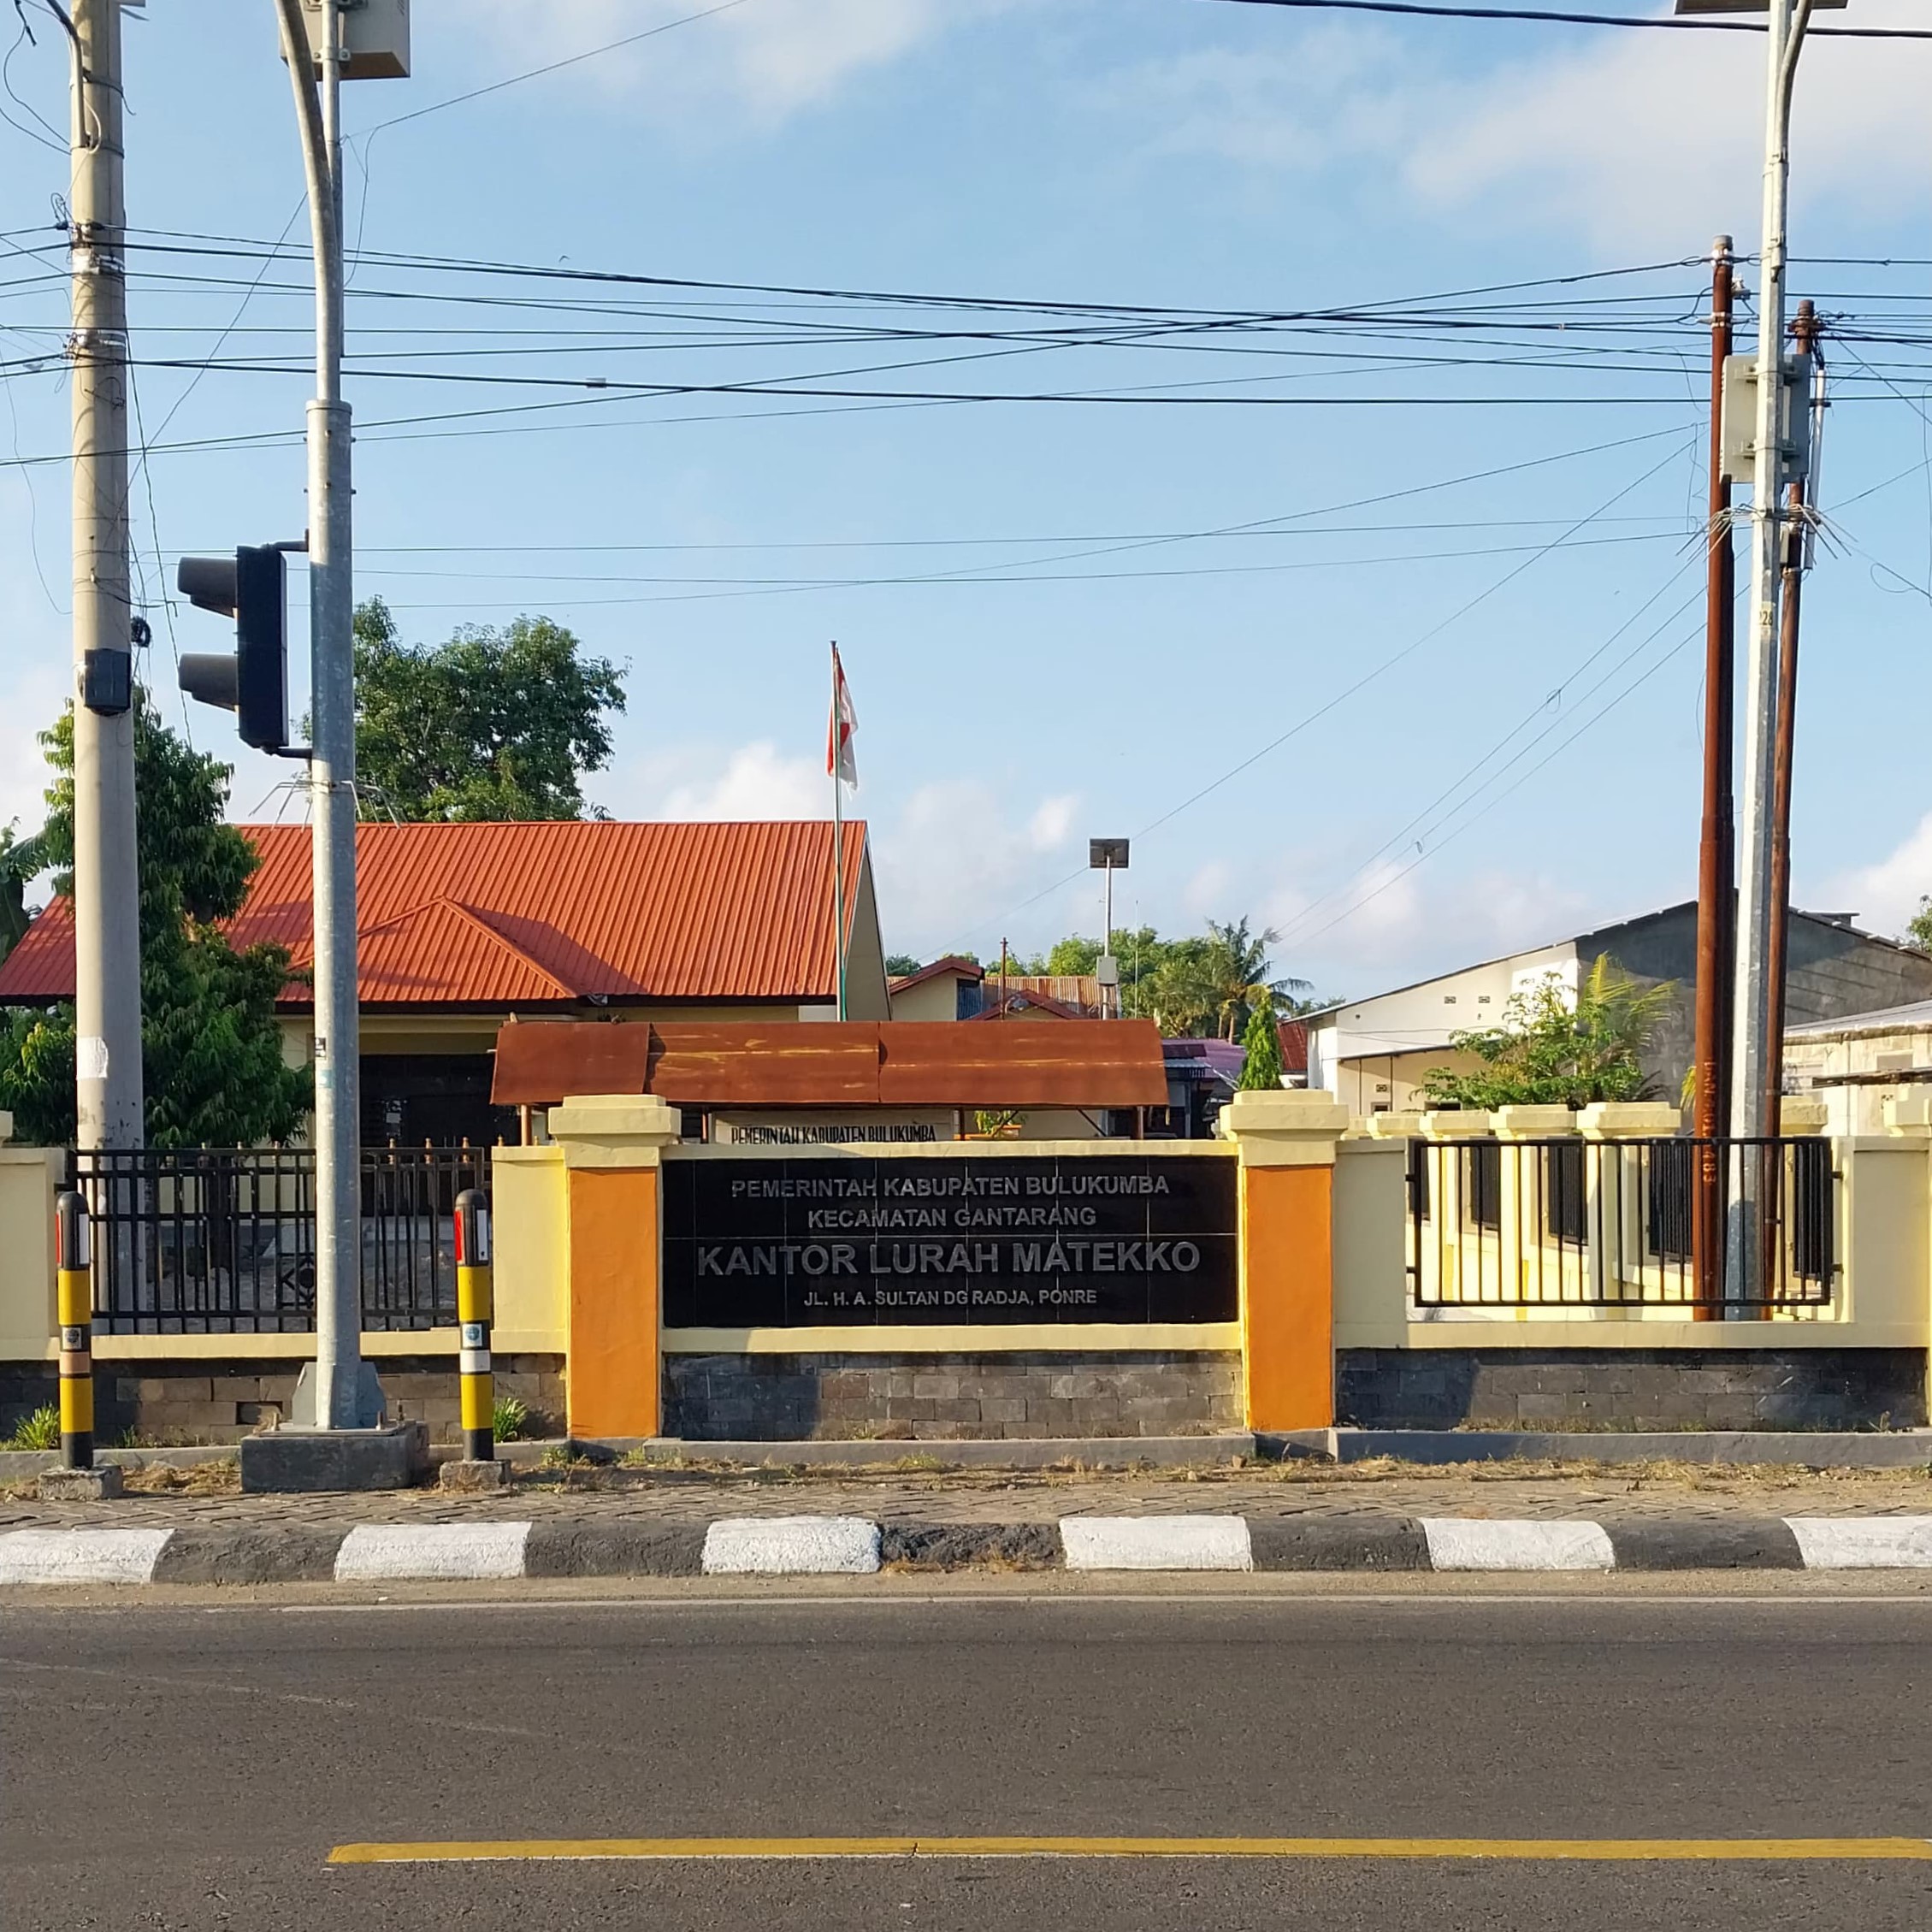 PEMERINTAH KABUPATEN BULUKUMBA
PEMERINTAH KABUPATEN BULUKUMBA
KECAMATAN GANTARANG
KANTOR LURAH MATEKKO
JL. H. A. SULTAN DG RADJA, PONRE